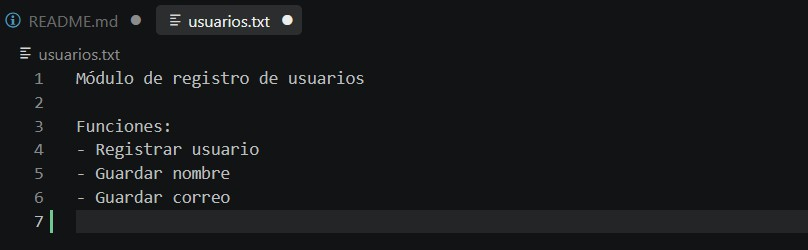 README.md
usuarios.txt
usuarios.txt
1 Módulo de registro de usuarios
2
3 Funciones:
4 - Registrar usuario
5 - Guardar nombre
6 - Guardar correo
7